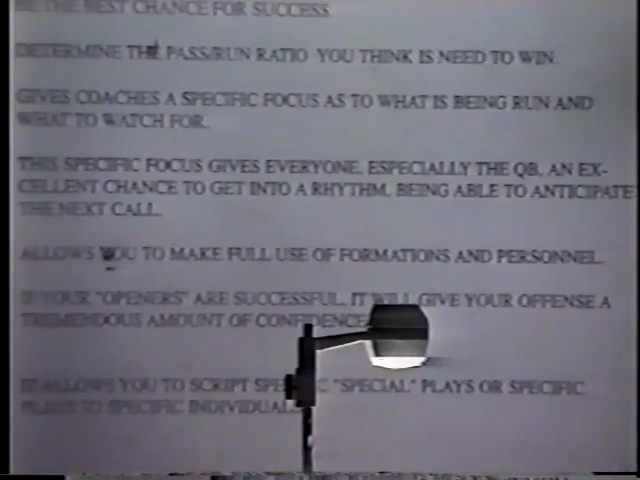 BE THE BEST CHANCE FOR SUCCESS
DETERMINE THE PASS/RUN RATIO YOU THINK IS NEED TO WIN.
GIVES COACHES A SPECIFIC FOCUS AS TO WHAT IS BEING RUN AND
WHAT TO WATCH FOR.
THIS SPECIFIC FOCUS GIVES EVERYONE, ESPECIALLY THE QB, AN EX-
CELLENT CHANCE TO GET INTO A RHYTHM, BEING ABLE TO ANTICIPATE
THE NEXT CALL.
ALLOWS YOU TO MAKE FULL USE OF FORMATIONS AND PERSONNEL.
IF YOUR "OPENERS" ARE SUCCESSFUL, IT WILL GIVE YOUR OFFENSE A
TREMENDOUS AMOUNT OF CONFIDENCE
IT ALLOWS YOU TO SCRIPT "SPECIAL" PLAYS OR SPECIFIC
PLAYS TO SPECIFIC INDIVIDUALS